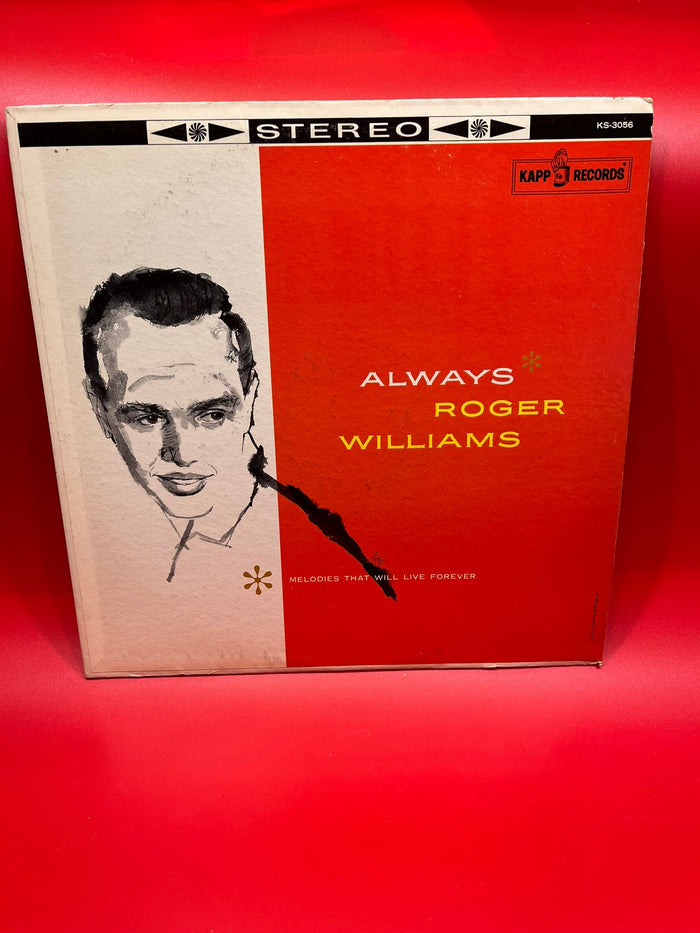 STEREO
KS-3056
KAPP RECORDS
ALWAYS
ROGER
WILLIAMS
MELODIES THAT WILL LIVE FOREVER